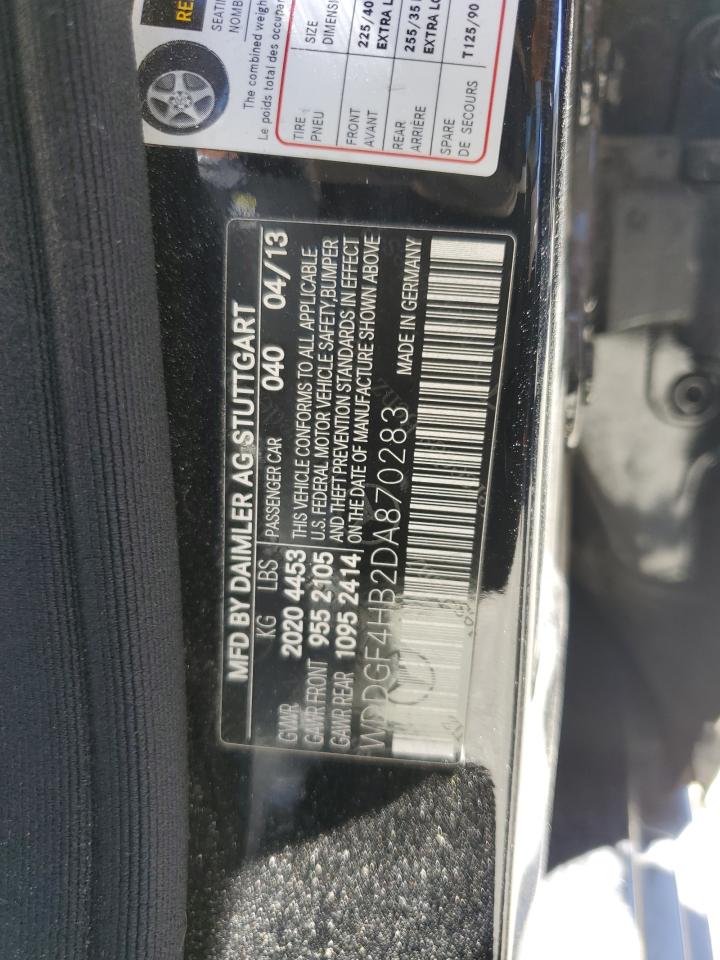 MFD BY DAIMLER AG STUTTGART
KG LBS PASSENGER CAR 040 04/13
GVWR 2020 4453
GAWR FRONT 955 2105
GAWR REAR 1095 2414
THIS VEHICLE CONFORMS TO ALL APPLICABLE
U.S. FEDERAL MOTOR VEHICLE SAFETY, BUMPER
AND THEFT PREVENTION STANDARDS IN EFFECT
ON THE DATE OF MANUFACTURE SHOWN ABOVE
WDDGF4HB2DA870283 MADE IN GERMANY
The combined weigh
Le poids total des occupa
TIRE SIZE
PNEU DIMENS
FRONT 225/40
AVANT EXTRA L
REAR 255/35
ARRIÈRE EXTRA LO
SPARE T125/90
DE SECOURS